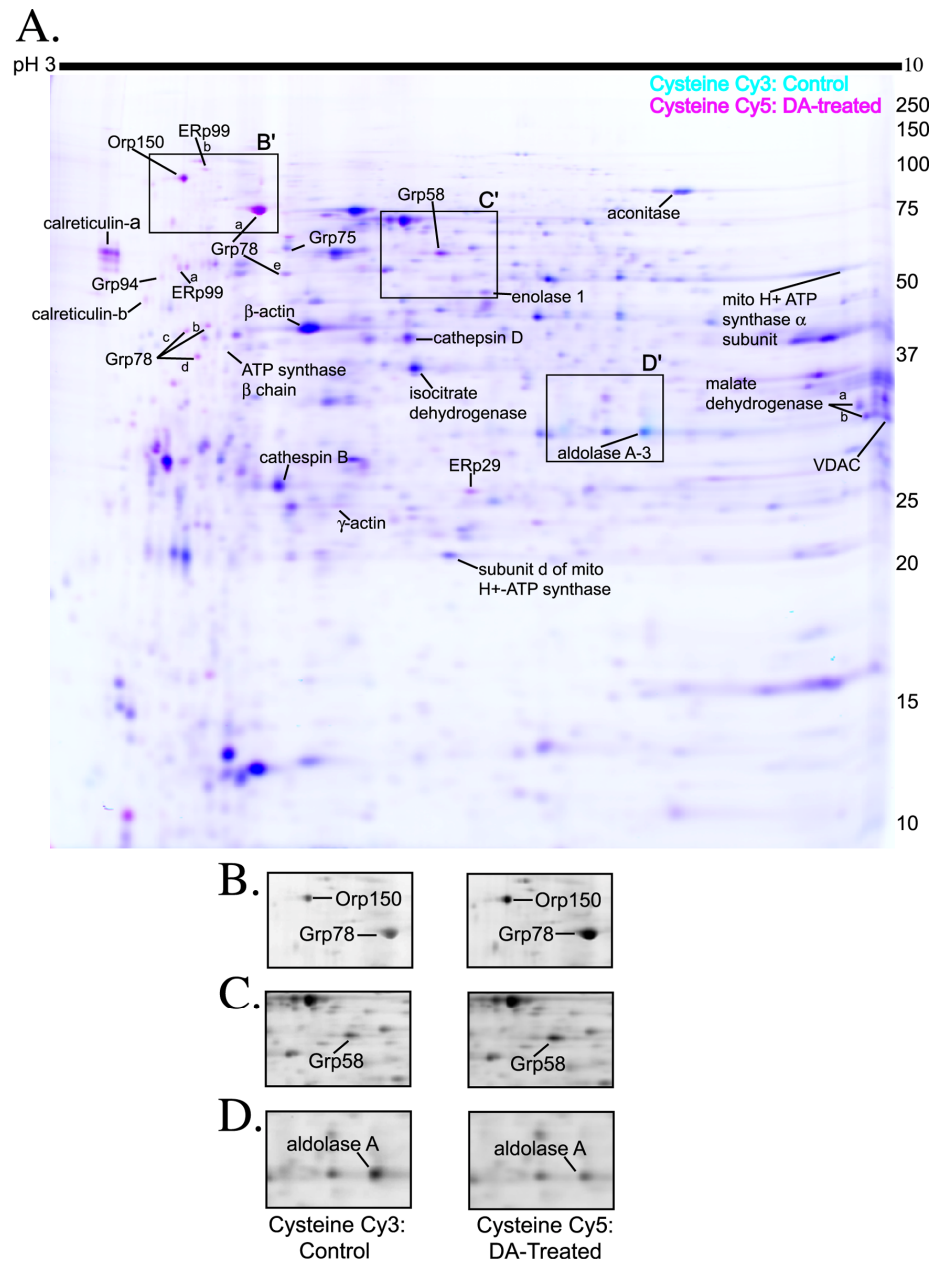 A.
pH 3
10
Cysteine Cy3: Control
Cysteine Cy5: DA-treated
250
150
100
75
50
37
25
20
15
10
ERp99
b
Orp150
B'
a
Grp78
e
calreticulin-a
Grp75
Grp58
C'
aconitase
Grp94
a
ERp99
calreticulin-b
enolase 1
mito H+ ATP
synthase α
subunit
β-actin
cathepsin D
c
b
Grp78
d
ATP synthase
β chain
isocitrate
dehydrogenase
D'
malate
dehydrogenase
a
b
aldolase A-3
VDAC
cathespin B
ERp29
γ-actin
subunit d of mito
H+-ATP synthase
B.
Orp150
Grp78
Orp150
Grp78
C.
Grp58
Grp58
D.
aldolase A
aldolase A
Cysteine Cy3:
Control
Cysteine Cy5:
DA-Treated